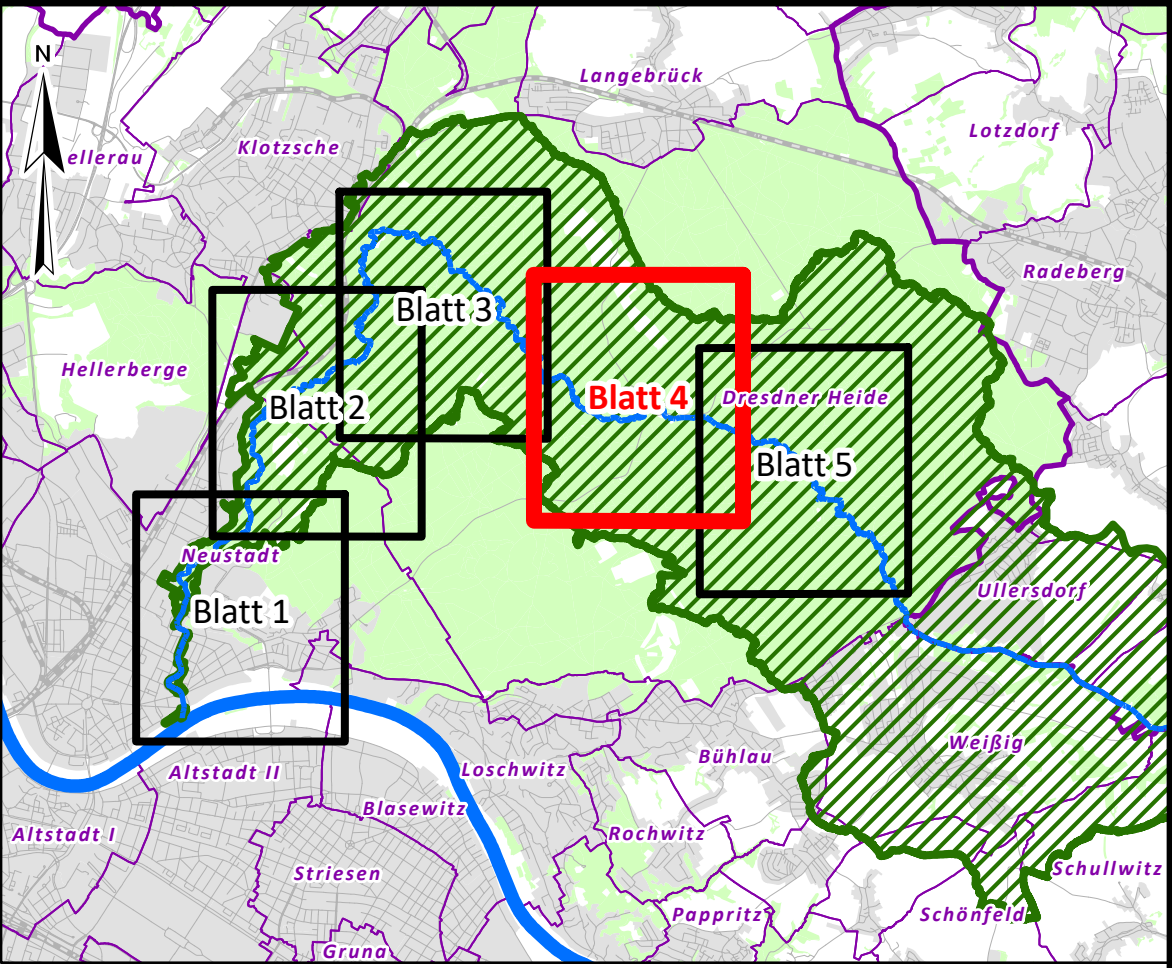 N
Langebrück
Lotzdorf
ellerau
Klotzsche
Radeberg
Blatt 3
Hellerberge
Blatt 4
Dresdner Heide
Blatt 2
Blatt 5
Neustadt
Ullersdorf
Blatt 1
Weißig
Bühlau
Altstadt II
Loschwitz
Blasewitz
Altstadt I
Rochwitz
Striesen
Schullwitz
Pappritz
Schönfeld
Gruna